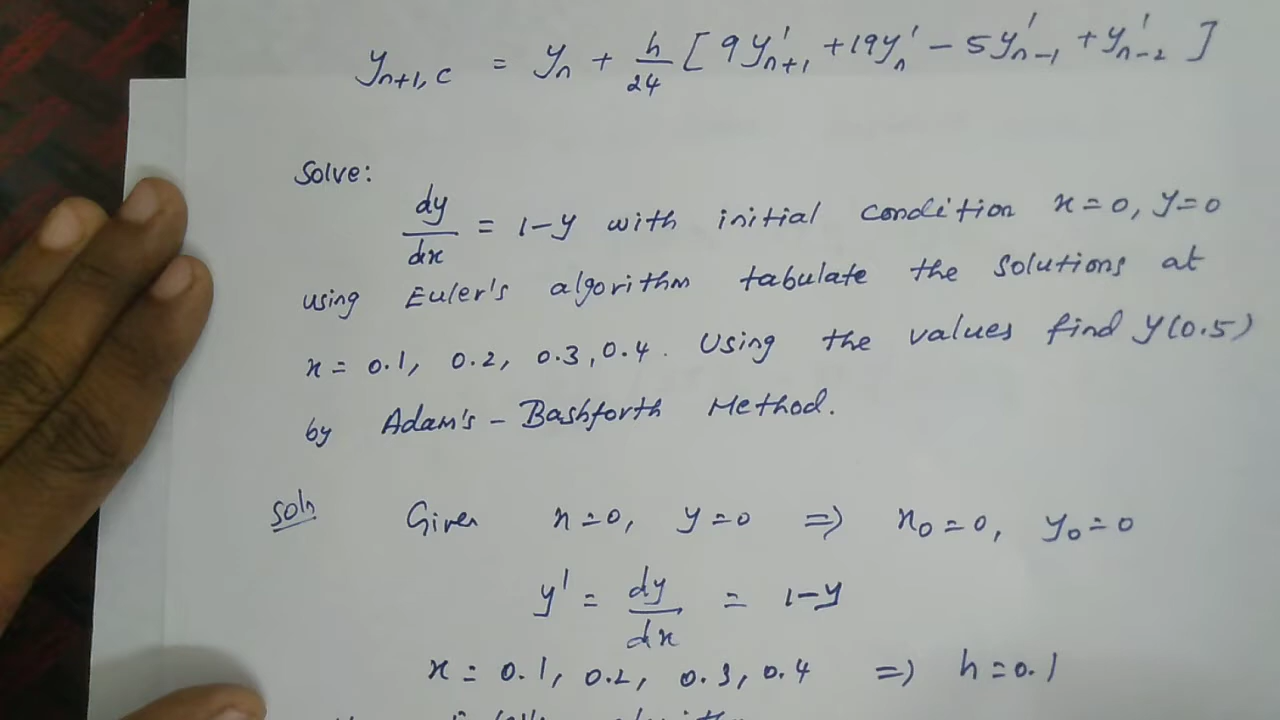 y_{n+1, c} = y_n + h/24 [ 9y'_{n+1} + 19y'_n - 5y'_{n-1} + y'_{n-2} ]
Solve:
dy/dx = 1-y with initial condition x=0, y=0
using Euler's algorithm tabulate the solutions at
x = 0.1, 0.2, 0.3, 0.4. Using the values find y(0.5)
by Adam's - Bashforth Method.
Soln Given x=0, y=0 => x_0=0, y_0=0
y' = dy/dx = 1-y
x = 0.1, 0.2, 0.3, 0.4 => h=0.1